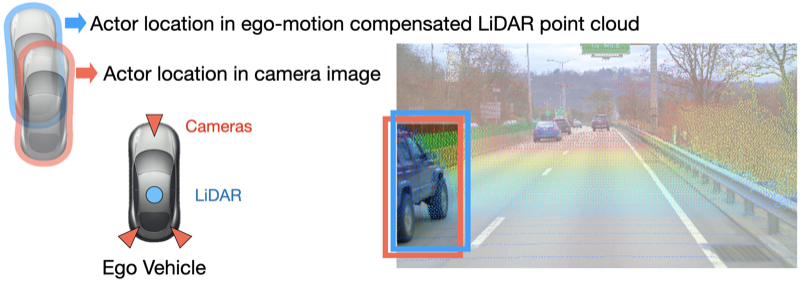 Actor location in ego-motion compensated LiDAR point cloud
Actor location in camera image
Cameras
LiDAR
Ego Vehicle